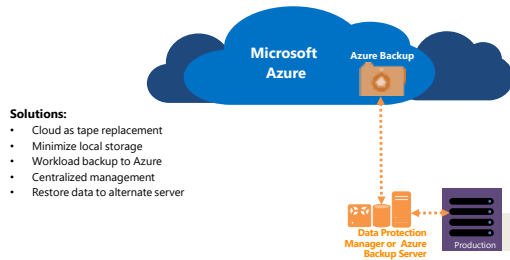 Microsoft
Azure
Azure Backup
Solutions:
• Cloud as tape replacement
• Minimize local storage
• Workload backup to Azure
• Centralized management
• Restore data to alternate server
Data Protection
Manager or Azure
Backup Server
Production